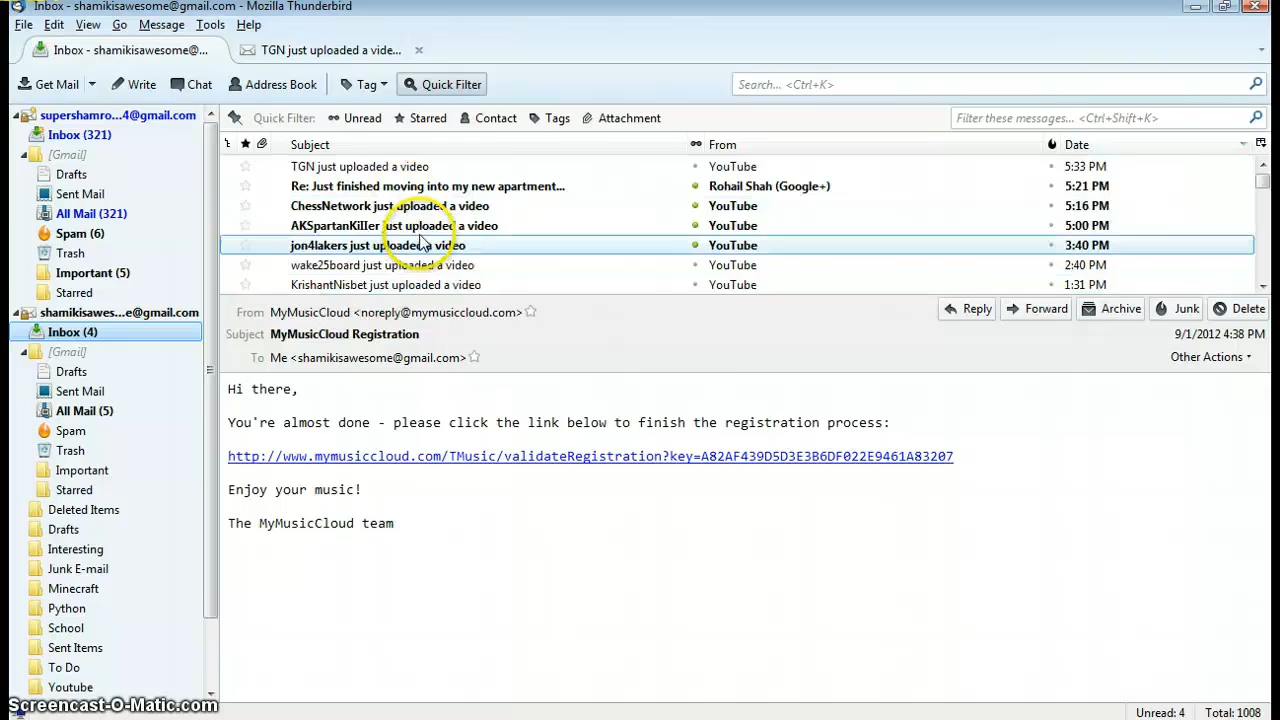 Inbox - shamikisawesome@gmail.com - Mozilla Thunderbird
File Edit View Go Message Tools Help
Inbox - shamikisawesome@... TGN just uploaded a vide...
Get Mail Write Chat Address Book Tag Quick Filter Search... <Ctrl+K>
Quick Filter: Unread Starred Contact Tags Attachment Filter these messages... <Ctrl+Shift+K>
Subject From Date
TGN just uploaded a video YouTube 5:33 PM
Re: Just finished moving into my new apartment... Rohail Shah (Google+) 5:21 PM
ChessNetwork just uploaded a video YouTube 5:16 PM
AKSpartanKiller just uploaded a video YouTube 5:00 PM
jon4lakers just uploaded a video YouTube 3:40 PM
wake25board just uploaded a video YouTube 2:40 PM
KrishantNisbet just uploaded a video YouTube 1:31 PM
supershamro...4@gmail.com
Inbox (321)
[Gmail]
Drafts
Sent Mail
All Mail (321)
Spam (6)
Trash
Important (5)
Starred
shamikisawes...e@gmail.com
Inbox (4)
[Gmail]
Drafts
Sent Mail
All Mail (5)
Spam
Trash
Important
Starred
Deleted Items
Drafts
Interesting
Junk E-mail
Minecraft
Python
School
Sent Items
To Do
Youtube
From MyMusicCloud <noreply@mymusiccloud.com> Reply Forward Archive Junk Delete
Subject MyMusicCloud Registration 9/1/2012 4:38 PM
To Me <shamikisawesome@gmail.com> Other Actions
Hi there,
You're almost done - please click the link below to finish the registration process:
http://www.mymusiccloud.com/TMusic/validateRegistration?key=A82AF439D5D3E3B6DF022E9461A83207
Enjoy your music!
The MyMusicCloud team
Screencast-O-Matic.com
Unread: 4 Total: 1008